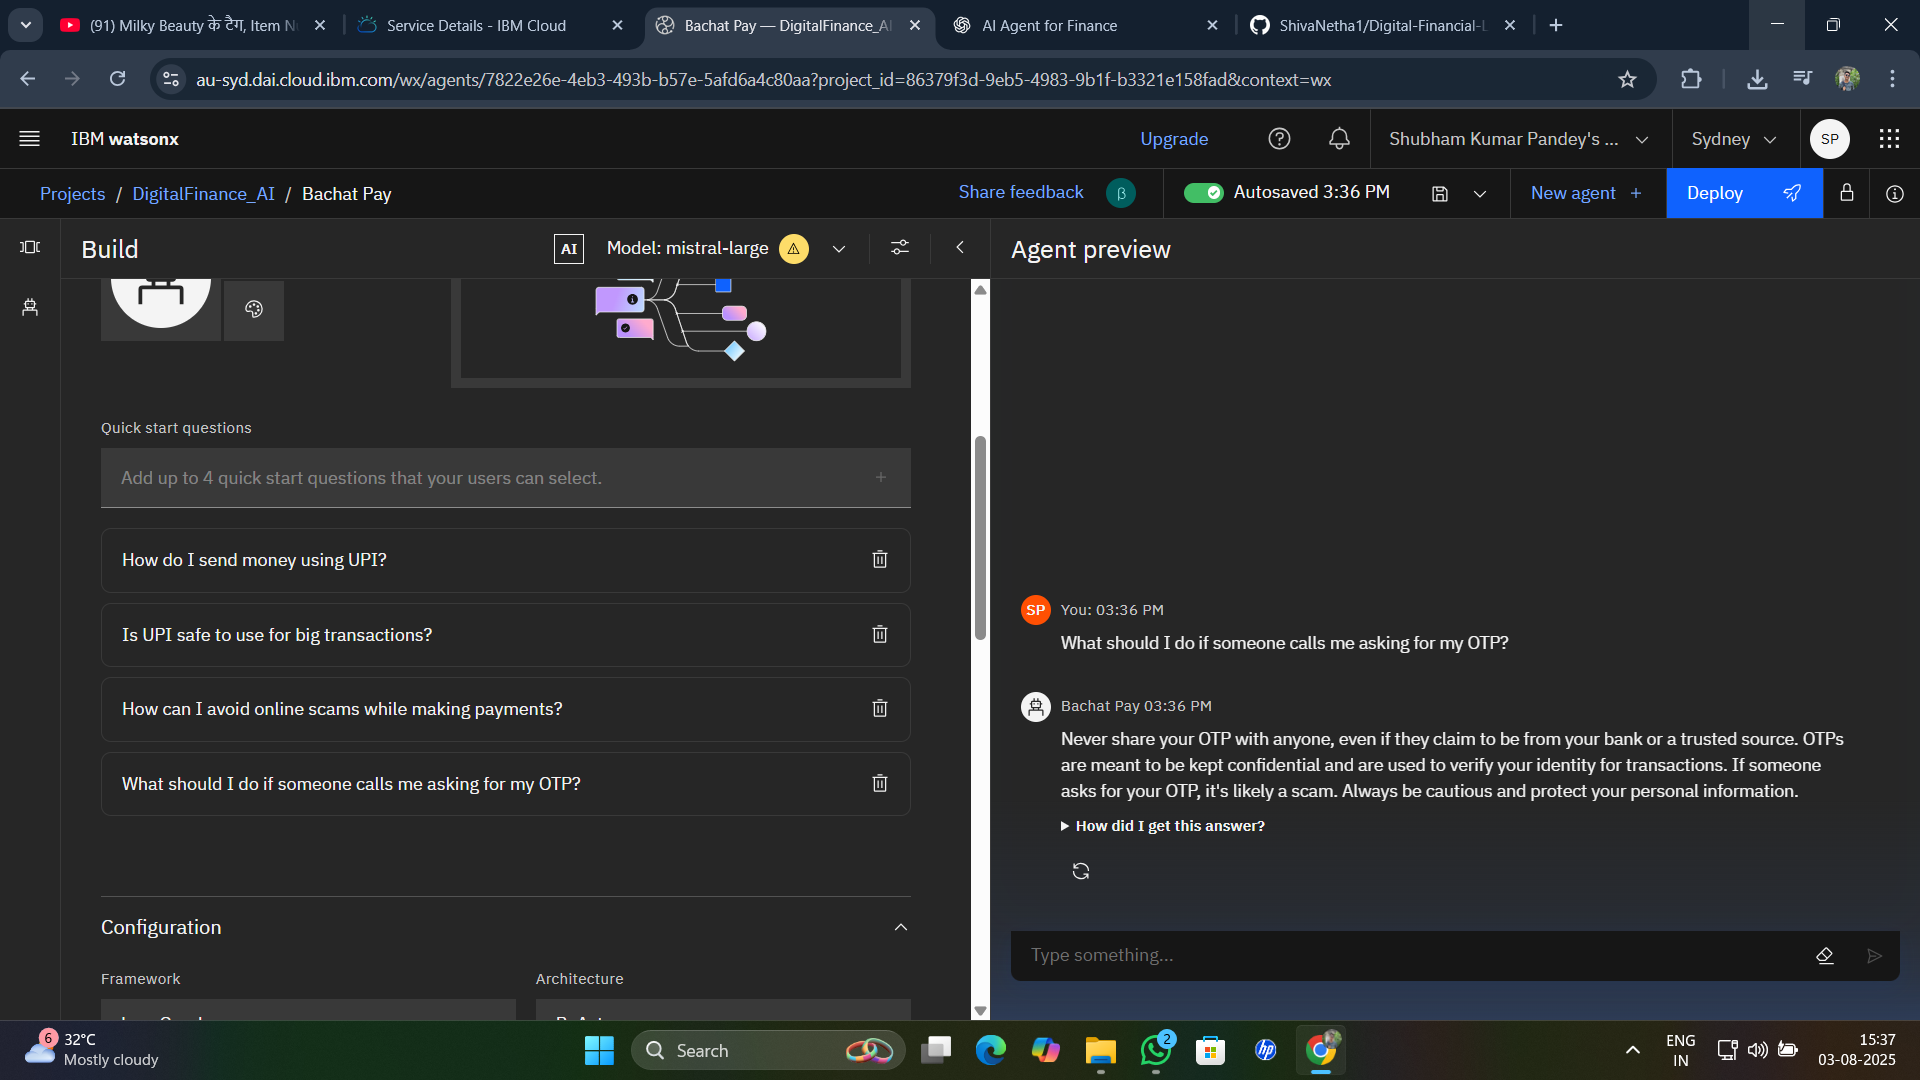 (91) Milky Beauty के टैग, Item N
Service Details - IBM Cloud
Bachat Pay — DigitalFinance_AI
AI Agent for Finance
ShivaNetha1/Digital-Financial-L
au-syd.dai.cloud.ibm.com/wx/agents/7822e26e-4eb3-493b-b57e-5afd6a4c80aa?project_id=86379f3d-9eb5-4983-9b1f-b3321e158fad&context=wx
IBM watsonx
Upgrade
Shubham Kumar Pandey's ...
Sydney
SP
Projects / DigitalFinance_AI / Bachat Pay
Share feedback
β
Autosaved 3:36 PM
New agent +
Deploy
Build
AI
Model: mistral-large
Agent preview
Quick start questions
Add up to 4 quick start questions that your users can select.
How do I send money using UPI?
Is UPI safe to use for big transactions?
How can I avoid online scams while making payments?
What should I do if someone calls me asking for my OTP?
Configuration
Framework
Architecture
SP
You: 03:36 PM
What should I do if someone calls me asking for my OTP?
Bachat Pay 03:36 PM
Never share your OTP with anyone, even if they claim to be from your bank or a trusted source. OTPs
are meant to be kept confidential and are used to verify your identity for transactions. If someone
asks for your OTP, it's likely a scam. Always be cautious and protect your personal information.
How did I get this answer?
Type something...
6
32°C
Mostly cloudy
Search
2
hp
ENG
IN
15:37
03-08-2025